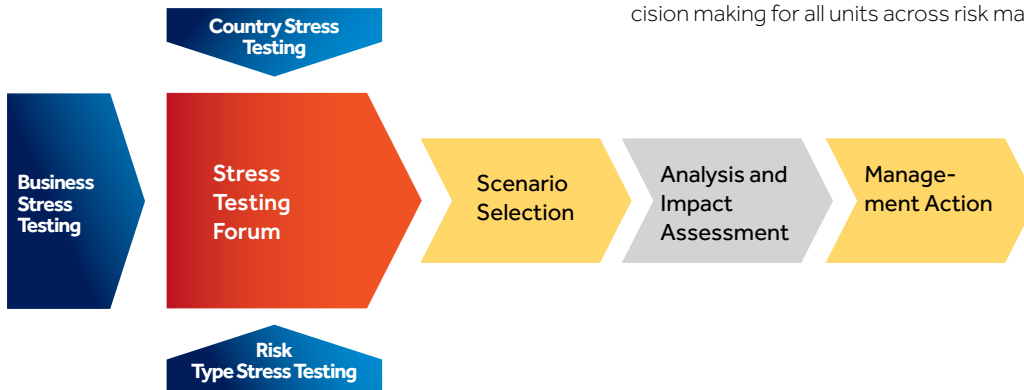 cision making for all units across risk ma
Country Stress
Testing
Business
Stress
Testing
Stress
Testing
Forum
Scenario
Selection
Analysis and
Impact
Assessment
Manage-
ment Action
Risk
Type Stress Testing